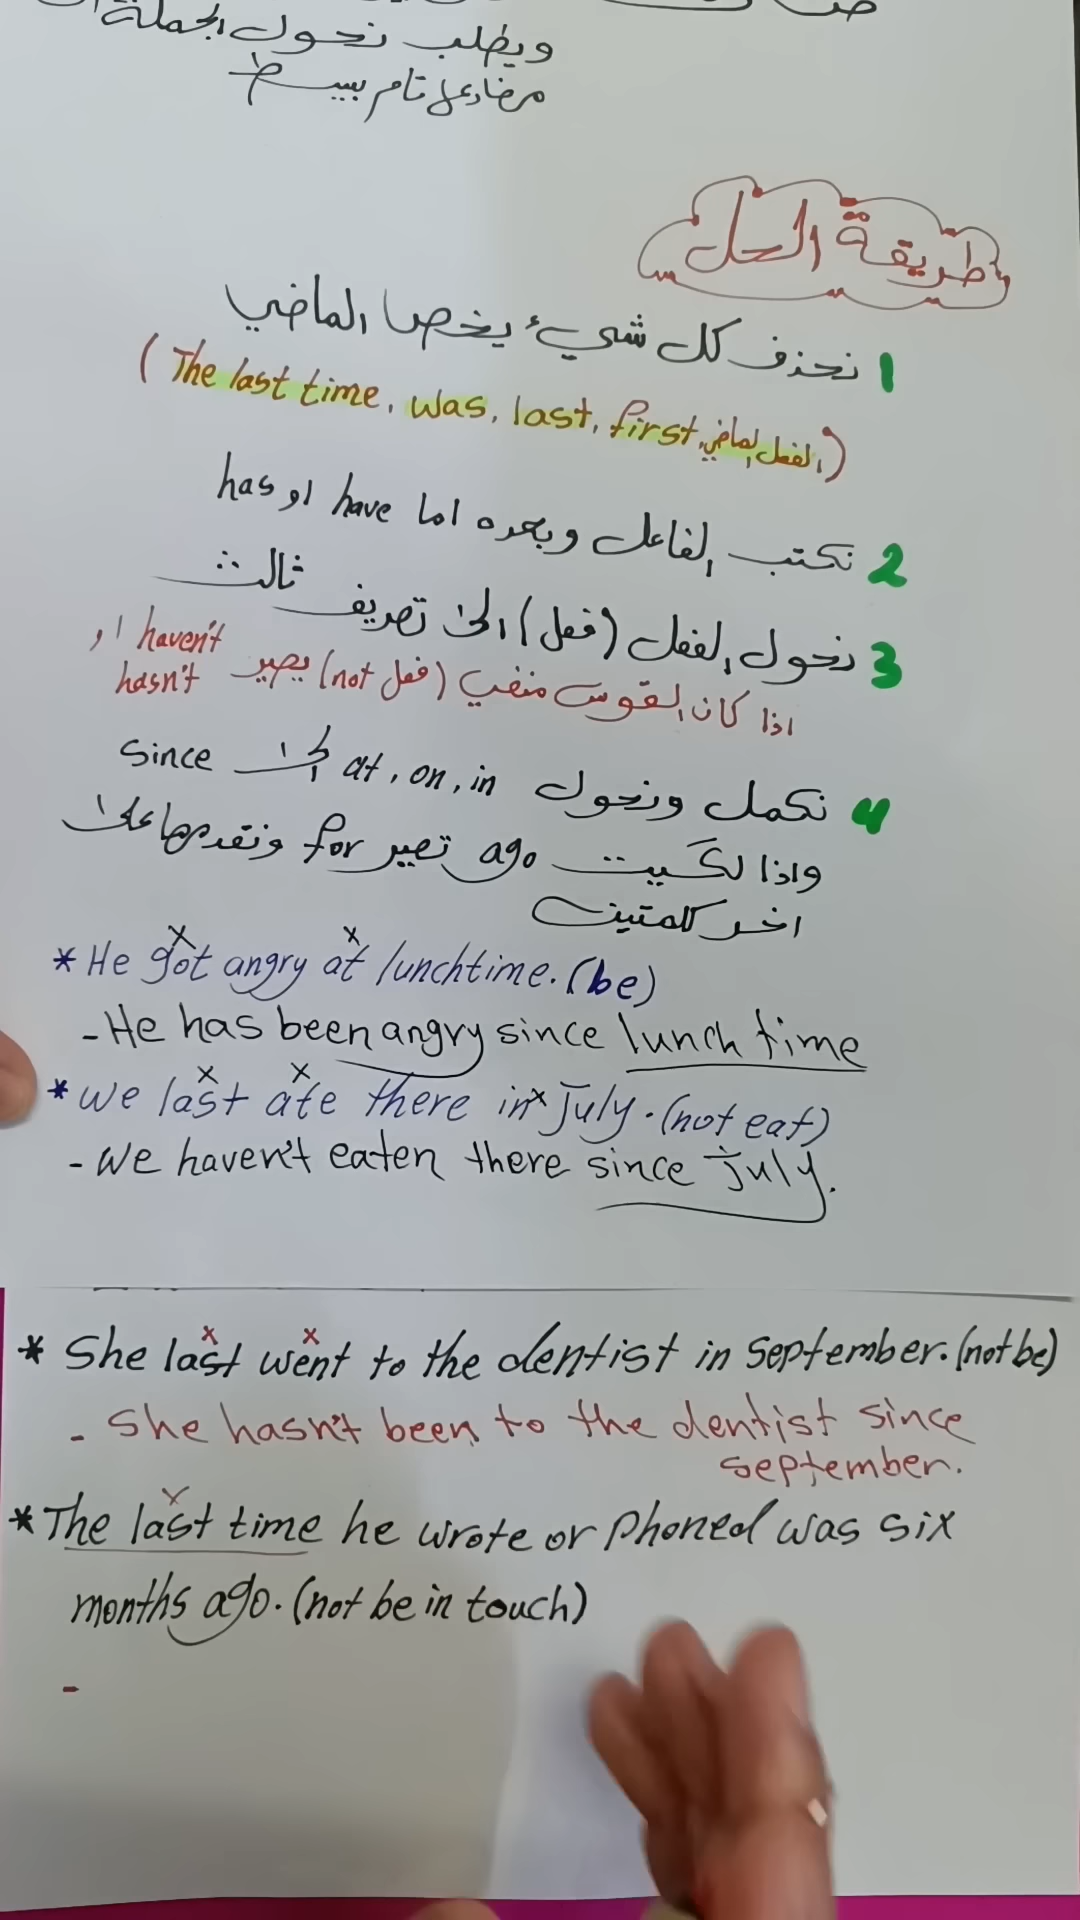 ويطلب نحول الجملة
مضارع تام بسيط
طريقة الحل
1 نحذف كل شيء يخص الماضي
(The last time, was, last, first, الفعل الماضي)
2 نكتب الفاعل وبعده اما have او has
3 نحول الفعل (فعل) الى تصريف ثالث
اذا كان القوس منفي (not فعل) يصير haven't او
hasn't
4 نكمل ونحول at, on, in الى since
واذا لكيت ago تصير for ونقدمها على
اخر كلمتين
* He got angry at lunchtime. (be)
- He has been angry since lunch time
* we last ate there in July. (not eat)
- we haven't eaten there since July.
* She last went to the dentist in September. (not be)
- She hasn't been to the dentist since
september.
* The last time he wrote or phoned was six
months ago. (not be in touch)
-